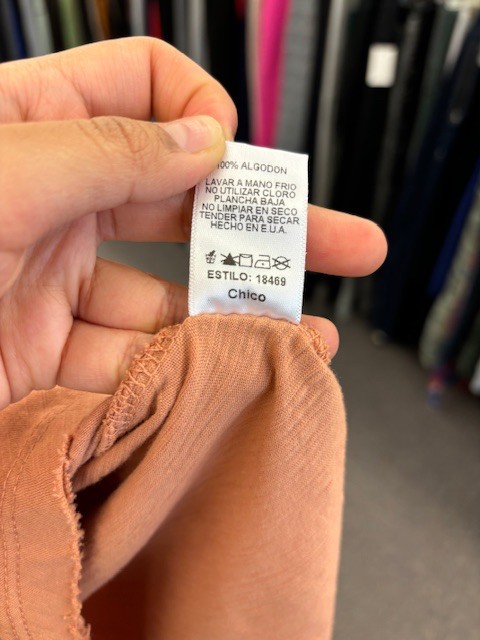 100% ALGODON
LAVAR A MANO FRIO
NO UTILIZAR CLORO
PLANCHA BAJA
NO LIMPIAR EN SECO
TENDER PARA SECAR
HECHO EN E.U.A.
ESTILO: 18469
Chico